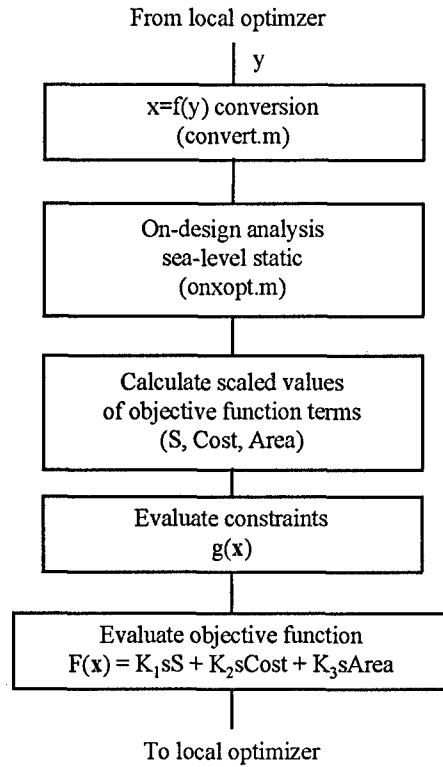 From local optimzer
y
x=f(y) conversion
(convert.m)
On-design analysis
sea-level static
(onxopt.m)
Calculate scaled values
of objective function terms
(S, Cost, Area)
Evaluate constraints
g(x)
Evaluate objective function
F(x) = K₁sS + K₂sCost + K₃sArea
To local optimizer